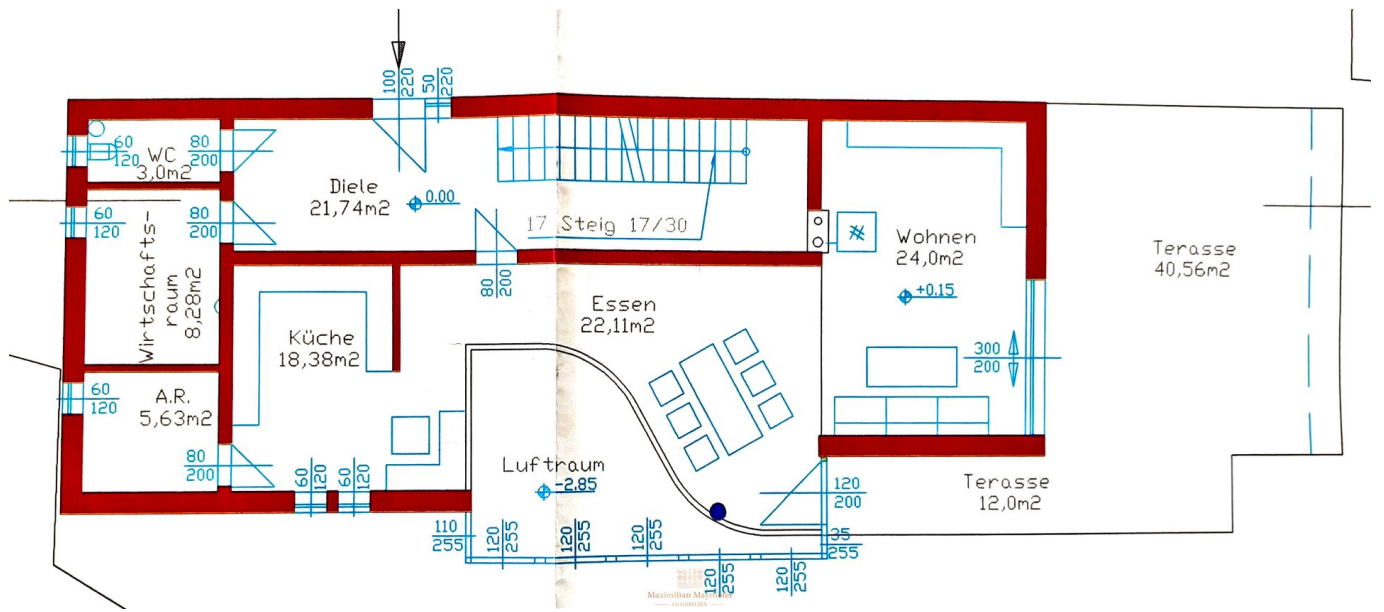 100
220
50
220
60
120
WC
3,0m2
80
200
Diele
21,74m2
0.00
17 Steig 17/30
60
120
80
200
Wirtschafts-
raum
8,28m2
80
200
Wohnen
24,0m2
+0.15
Terasse
40,56m2
Küche
18,38m2
Essen
22,11m2
300
200
60
120
A.R.
5,63m2
80
200
60
120
60
120
Luftraum
-2.85
120
200
Terasse
12,0m2
110
255
120
255
120
255
120
255
120
255
120
255
35
255
Maximilian Mayrhofer
IMMOBILIEN